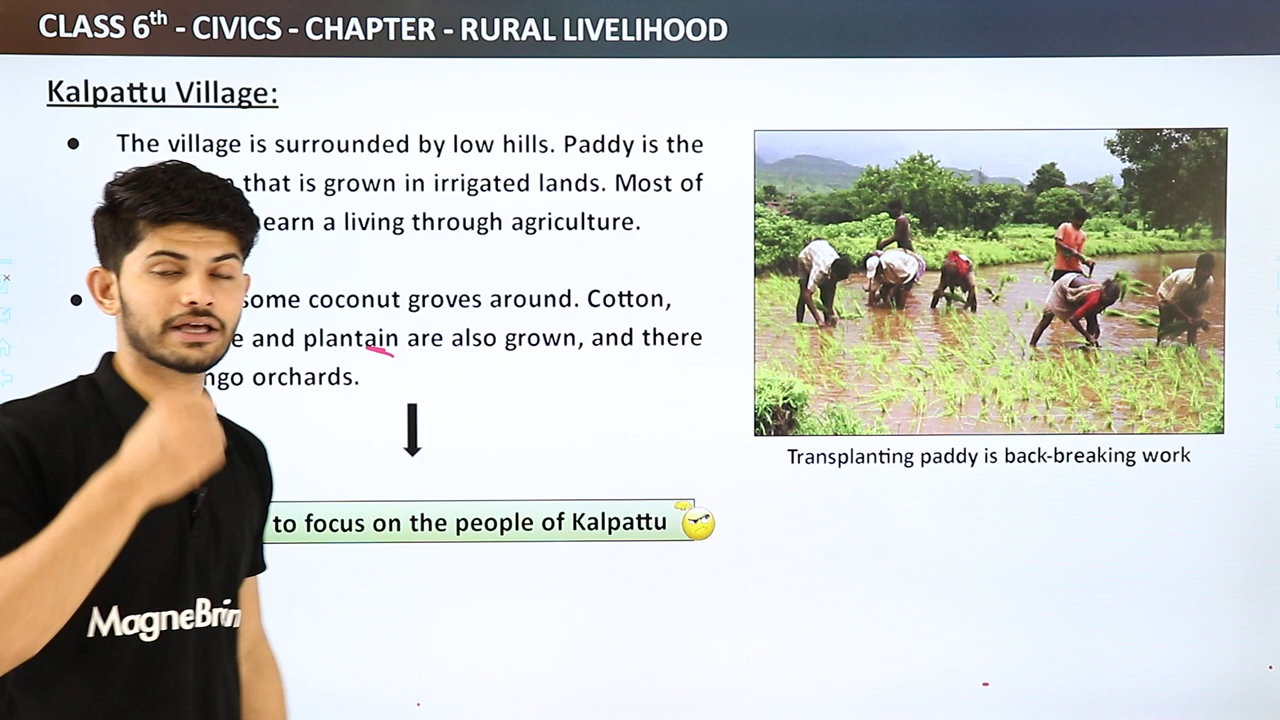 CLASS 6th - CIVICS - CHAPTER - RURAL LIVELIHOOD
Kalpattu Village:
The village is surrounded by low hills. Paddy is the
that is grown in irrigated lands. Most of
earn a living through agriculture.
some coconut groves around. Cotton,
and plantain are also grown, and there
orchards.
to focus on the people of Kalpattu
Transplanting paddy is back-breaking work
MagneBrin